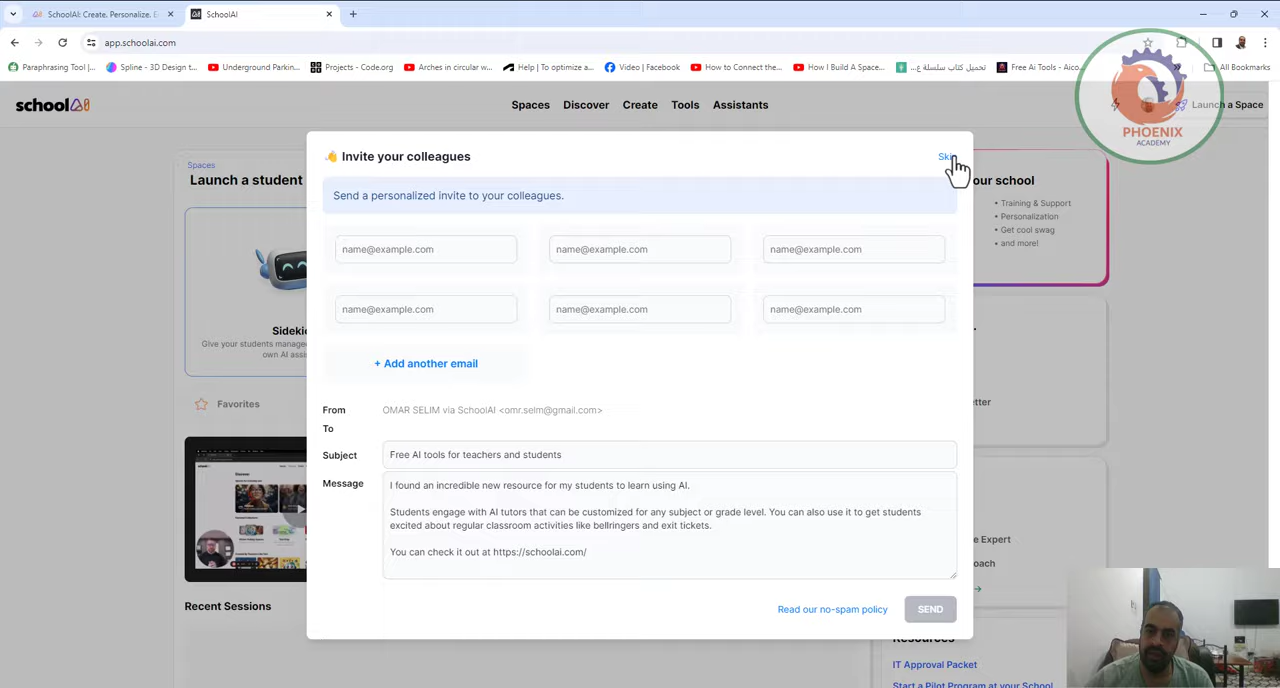 SchoolAI: Create, Personalize, E
SchoolAI
app.schoolai.com
Paraphrasing Tool |...
Spline - 3D Design t...
Underground Parkin...
Projects - Code.org
Arches on Four-w...
Help | To optimize a...
Video | Facebook
How to Connect the...
How I Build A Space...
تحميل كتاب سلسلة ع...
Free Ai Tools - Aico...
All Bookmarks
schoolAI
Spaces
Discover
Create
Tools
Assistants
Launch a Space
PHOENIX
ACADEMY
Spaces
Launch a student
Sidekic
Give your students managed
own AI assis
Favorites
Recent Sessions
👋 Invite your colleagues
Send a personalized invite to your colleagues.
name@example.com
name@example.com
name@example.com
name@example.com
name@example.com
name@example.com
+ Add another email
From
OMAR SELIM via SchoolAI <omr.selm@gmail.com>
To
Subject
Free AI tools for teachers and students
Message
I found an incredible new resource for my students to learn using AI.
Students engage with AI tutors that can be customized for any subject or grade level. You can also use it to get students
excited about regular classroom activities like bellringers and exit tickets.
You can check it out at https://schoolai.com/
Read our no-spam policy
SEND
our school
• Training & Support
• Personalization
• Get cool swag
• and more!
etter
e Expert
oach
Resources
IT Approval Packet
Start a Pilot Program at your School